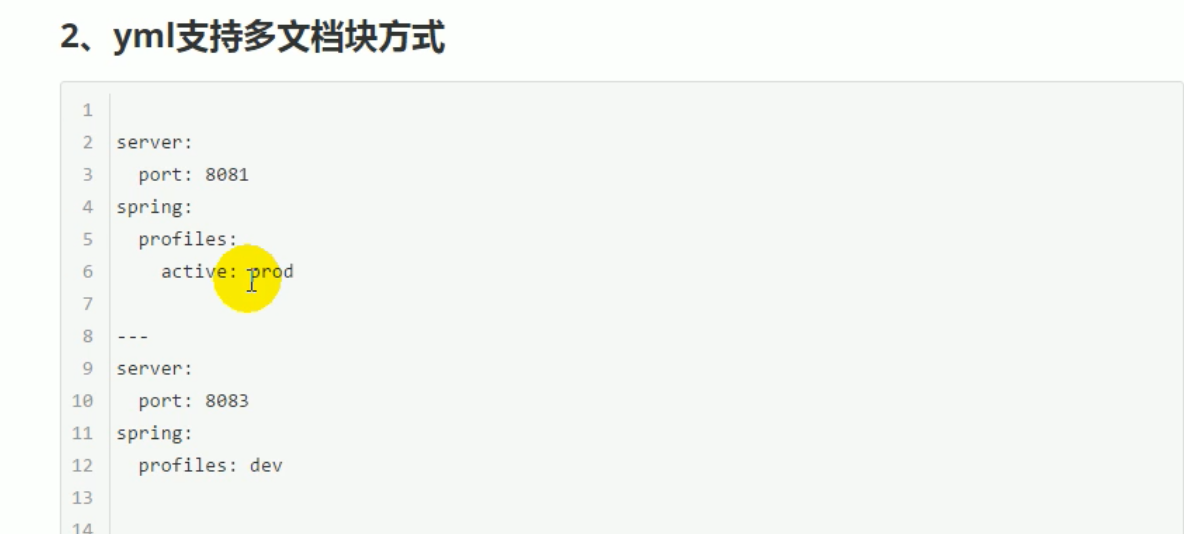 2、yml支持多文档块方式
1
2 server:
3   port: 8081
4 spring:
5   profiles:
6     active: prod
7
8 ---
9 server:
10   port: 8083
11 spring:
12   profiles: dev
13
14